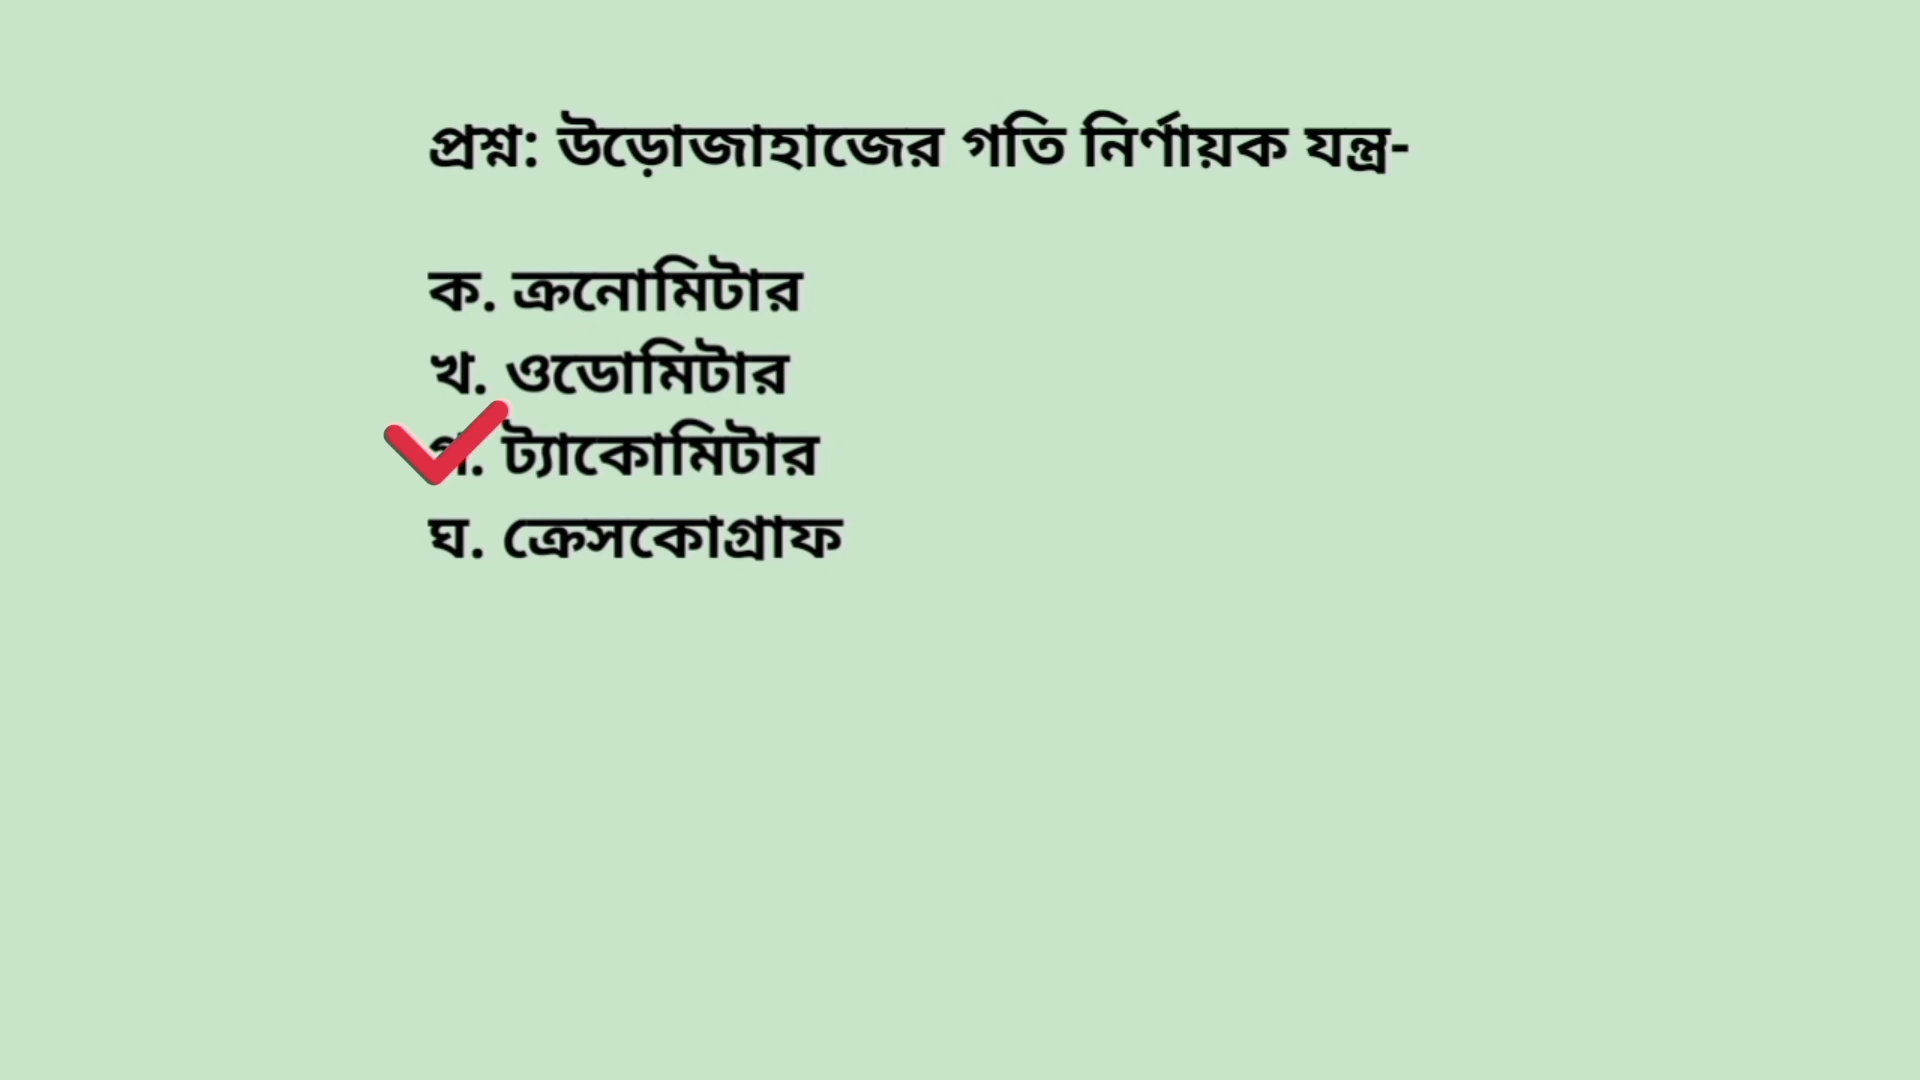 প্রশ্ন: উড়োজাহাজের গতি নির্ণায়ক যন্ত্র-
ক. ক্রনোমিটার
খ. ওডোমিটার
গ. ট্যাকোমিটার
ঘ. ক্রেসকোগ্রাফ